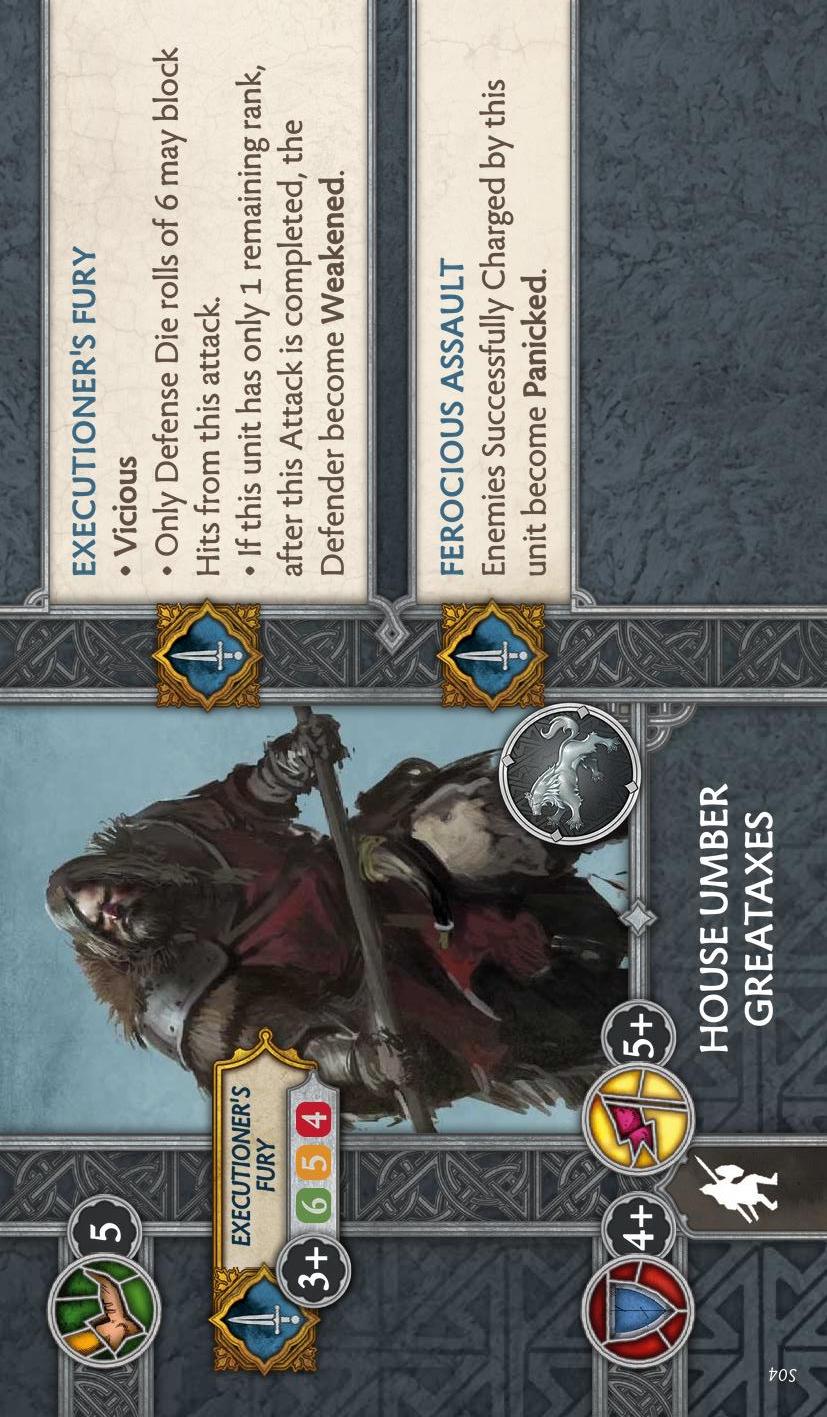 5
EXECUTIONER'S
FURY
3+
6 5 4
4+
5+
HOUSE UMBER
GREATAXES
S04
EXECUTIONER'S FURY
• Vicious
• Only Defense Die rolls of 6 may block
Hits from this attack.
• If this unit has only 1 remaining rank,
after this Attack is completed, the
Defender become Weakened.
FEROCIOUS ASSAULT
Enemies Successfully Charged by this
unit become Panicked.